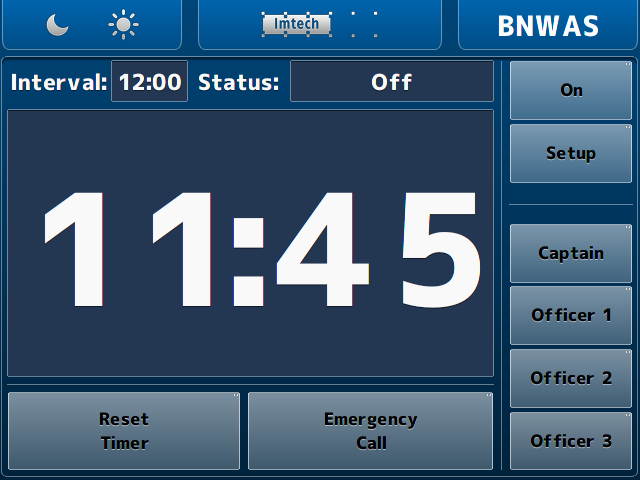 Imtech
BNWAS
Interval: 12:00 Status: Off
11:45
On
Setup
Captain
Officer 1
Officer 2
Officer 3
Reset
Timer
Emergency
Call